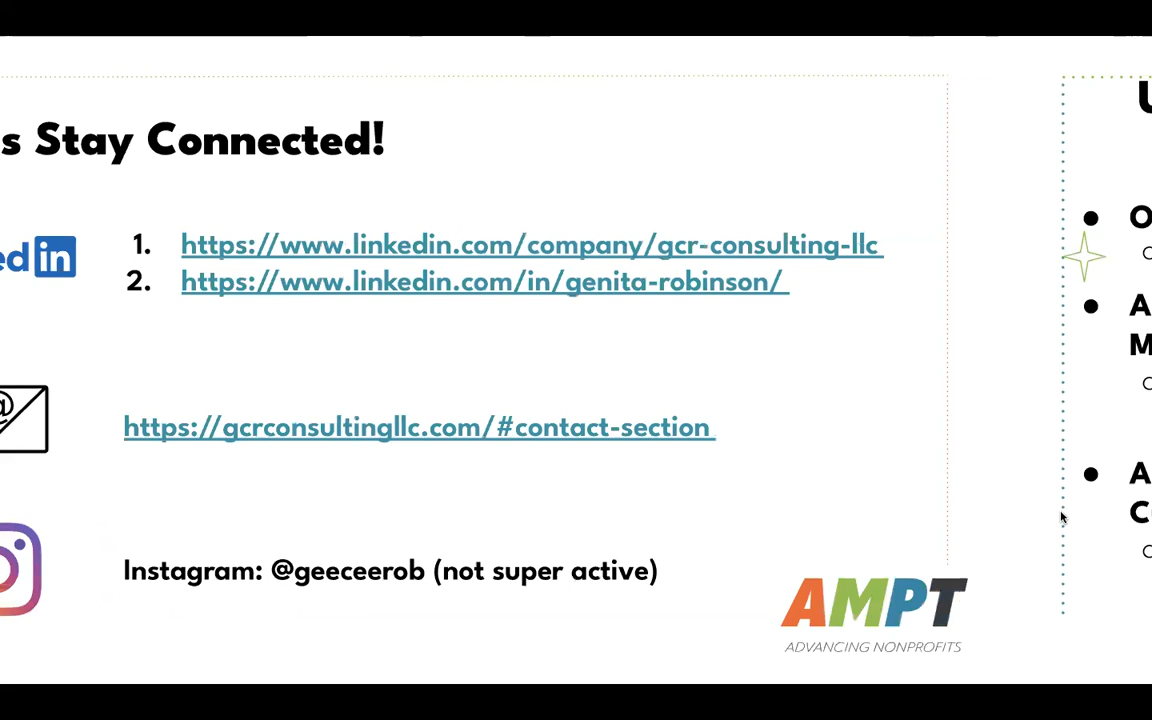 s Stay Connected!
ed in
1. https://www.linkedin.com/company/gcr-consulting-llc
2. https://www.linkedin.com/in/genita-robinson/
@
https://gcrconsultingllc.com/#contact-section
Instagram: @geeceerob (not super active)
AMPT
ADVANCING NONPROFITS